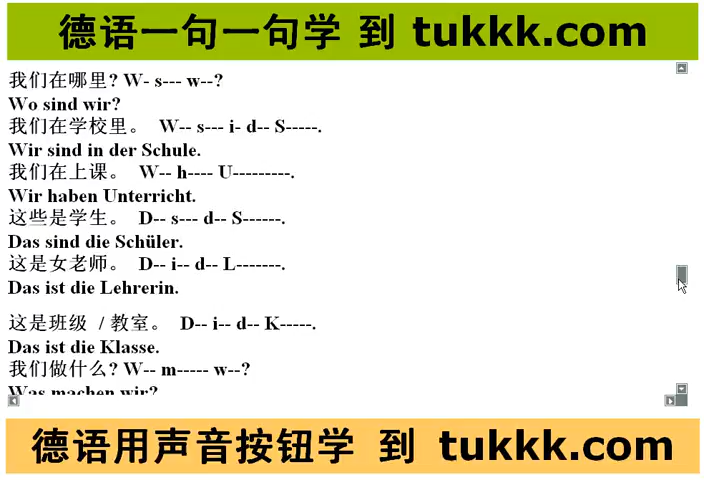 德语一句一句学 到 tukkk.com
我们在哪里? W- s--- w--?
Wo sind wir?
我们在学校里。 W-- s--- i- d-- S-----.
Wir sind in der Schule.
我们在上课。 W-- h---- U---------.
Wir haben Unterricht.
这些是学生。 D-- s--- d-- S------.
Das sind die Schüler.
这是女老师。 D-- i-- d-- L-------.
Das ist die Lehrerin.
这是班级 / 教室。 D-- i-- d-- K-----.
Das ist die Klasse.
我们做什么? W-- m----- w--?
Was machen wir?
德语用声音按钮学 到 tukkk.com